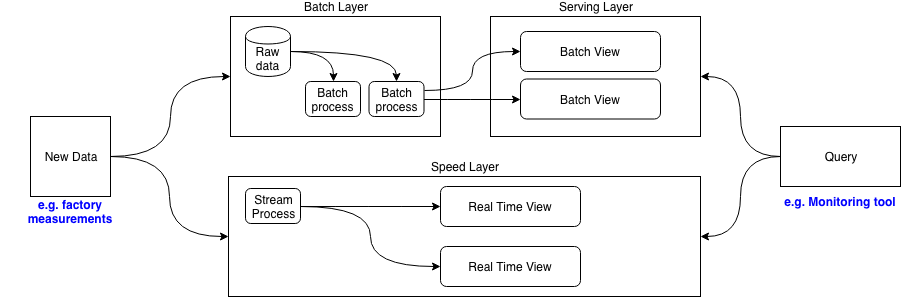 Batch Layer
Serving Layer
Raw
data
Batch
process
Batch
process
Batch View
Batch View
New Data
e.g. factory
measurements
Query
e.g. Monitoring tool
Speed Layer
Stream
Process
Real Time View
Real Time View